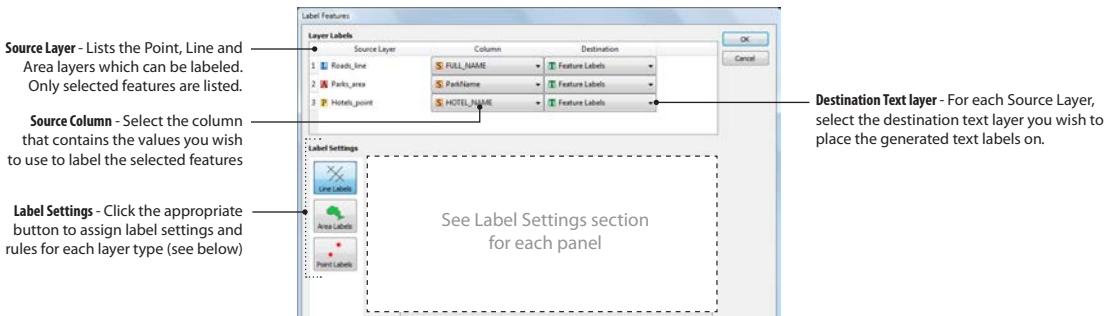 Label Features
Layer Labels
Source Layer Column Destination
1 L Roads_line S FULL_NAME T Feature Labels
2 A Parks_area S ParkName T Feature Labels
3 P Hotels_point S HOTEL_NAME T Feature Labels
OK
Cancel
Source Layer - Lists the Point, Line and
Area layers which can be labeled.
Only selected features are listed.
Source Column - Select the column
that contains the values you wish
to use to label the selected features
Label Settings - Click the appropriate
button to assign label settings and
rules for each layer type (see below)
Destination Text layer - For each Source Layer,
select the destination text layer you wish to
place the generated text labels on.
Label Settings
Line Labels
Area Labels
Point Labels
See Label Settings section
for each panel